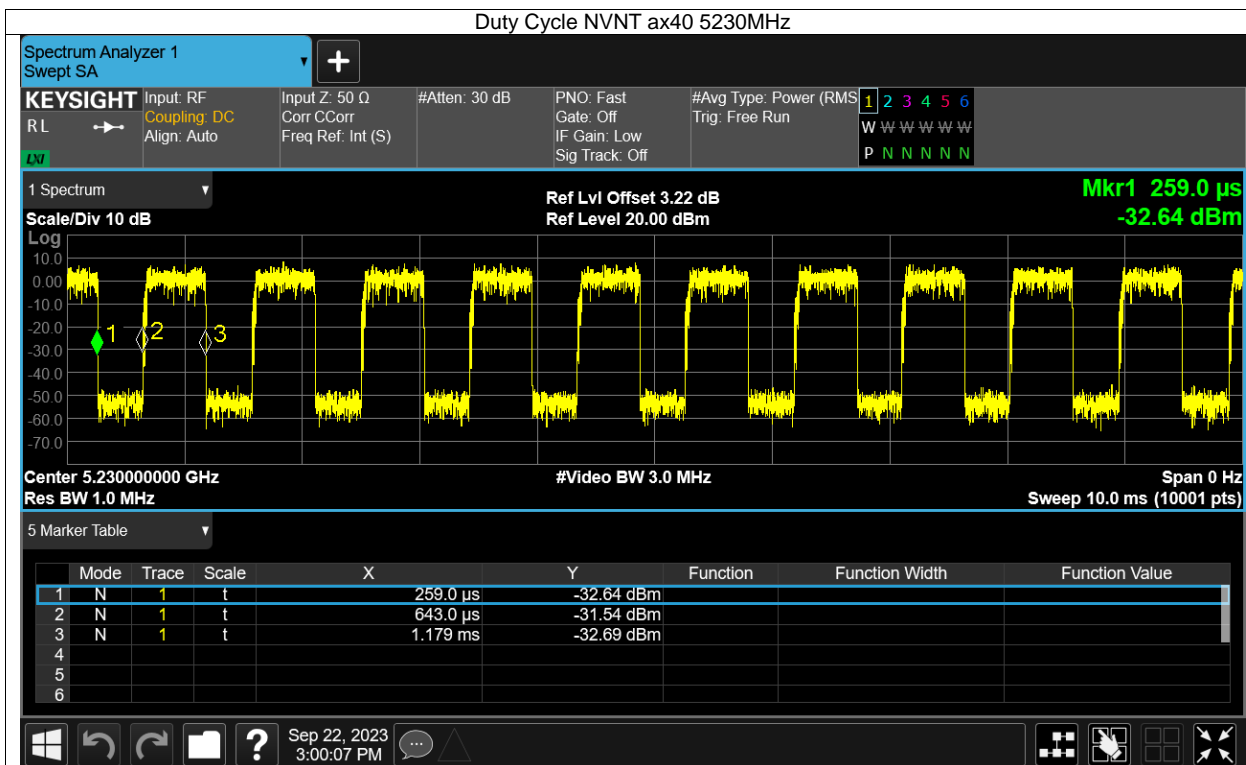 Duty Cycle NVNT ax40 5230MHz
Spectrum Analyzer 1
Swept SA
+
KEYSIGHT
RL
LXI
Input: RF
Coupling: DC
Align: Auto
Input Z: 50 Ω
Corr CCorr
Freq Ref: Int (S)
#Atten: 30 dB
PNO: Fast
Gate: Off
IF Gain: Low
Sig Track: Off
#Avg Type: Power (RMS
Trig: Free Run
1 2 3 4 5 6
W W W W W W
P N N N N N
1 Spectrum
Scale/Div 10 dB
Ref Lvl Offset 3.22 dB
Ref Level 20.00 dBm
Mkr1 259.0 µs
-32.64 dBm
Log
10.0
0.00
-10.0
-20.0
-30.0
-40.0
-50.0
-60.0
-70.0
1 2 3
Center 5.230000000 GHz
#Video BW 3.0 MHz
Span 0 Hz
Res BW 1.0 MHz
Sweep 10.0 ms (10001 pts)
5 Marker Table
Mode Trace Scale X Y Function Function Width Function Value
1 N 1 t 259.0 µs -32.64 dBm
2 N 1 t 643.0 µs -31.54 dBm
3 N 1 t 1.179 ms -32.69 dBm
4
5
6
?
Sep 22, 2023
3:00:07 PM